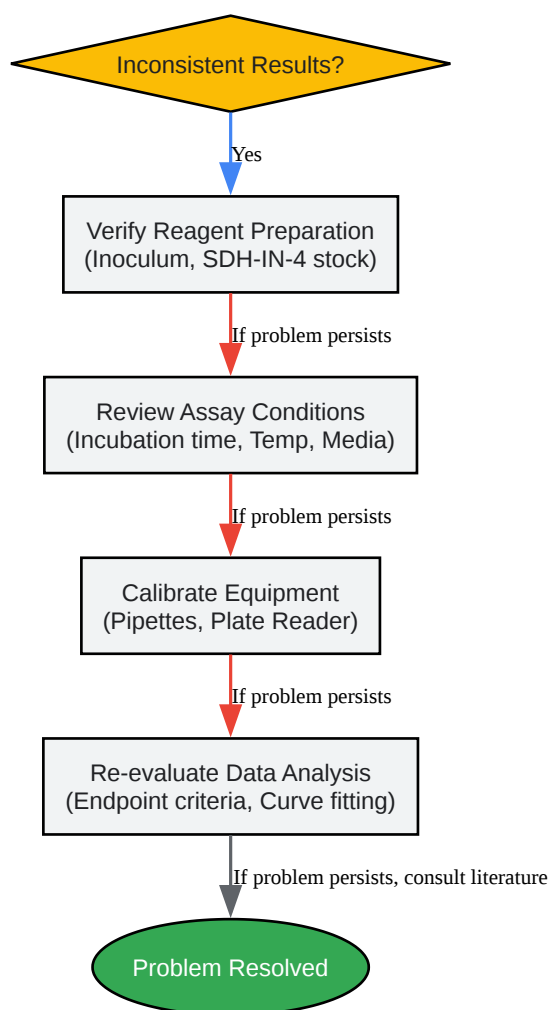 Inconsistent Results?
Yes
Verify Reagent Preparation
(Inoculum, SDH-IN-4 stock)
If problem persists
Review Assay Conditions
(Incubation time, Temp, Media)
If problem persists
Calibrate Equipment
(Pipettes, Plate Reader)
If problem persists
Re-evaluate Data Analysis
(Endpoint criteria, Curve fitting)
If problem persists, consult literature
Problem Resolved